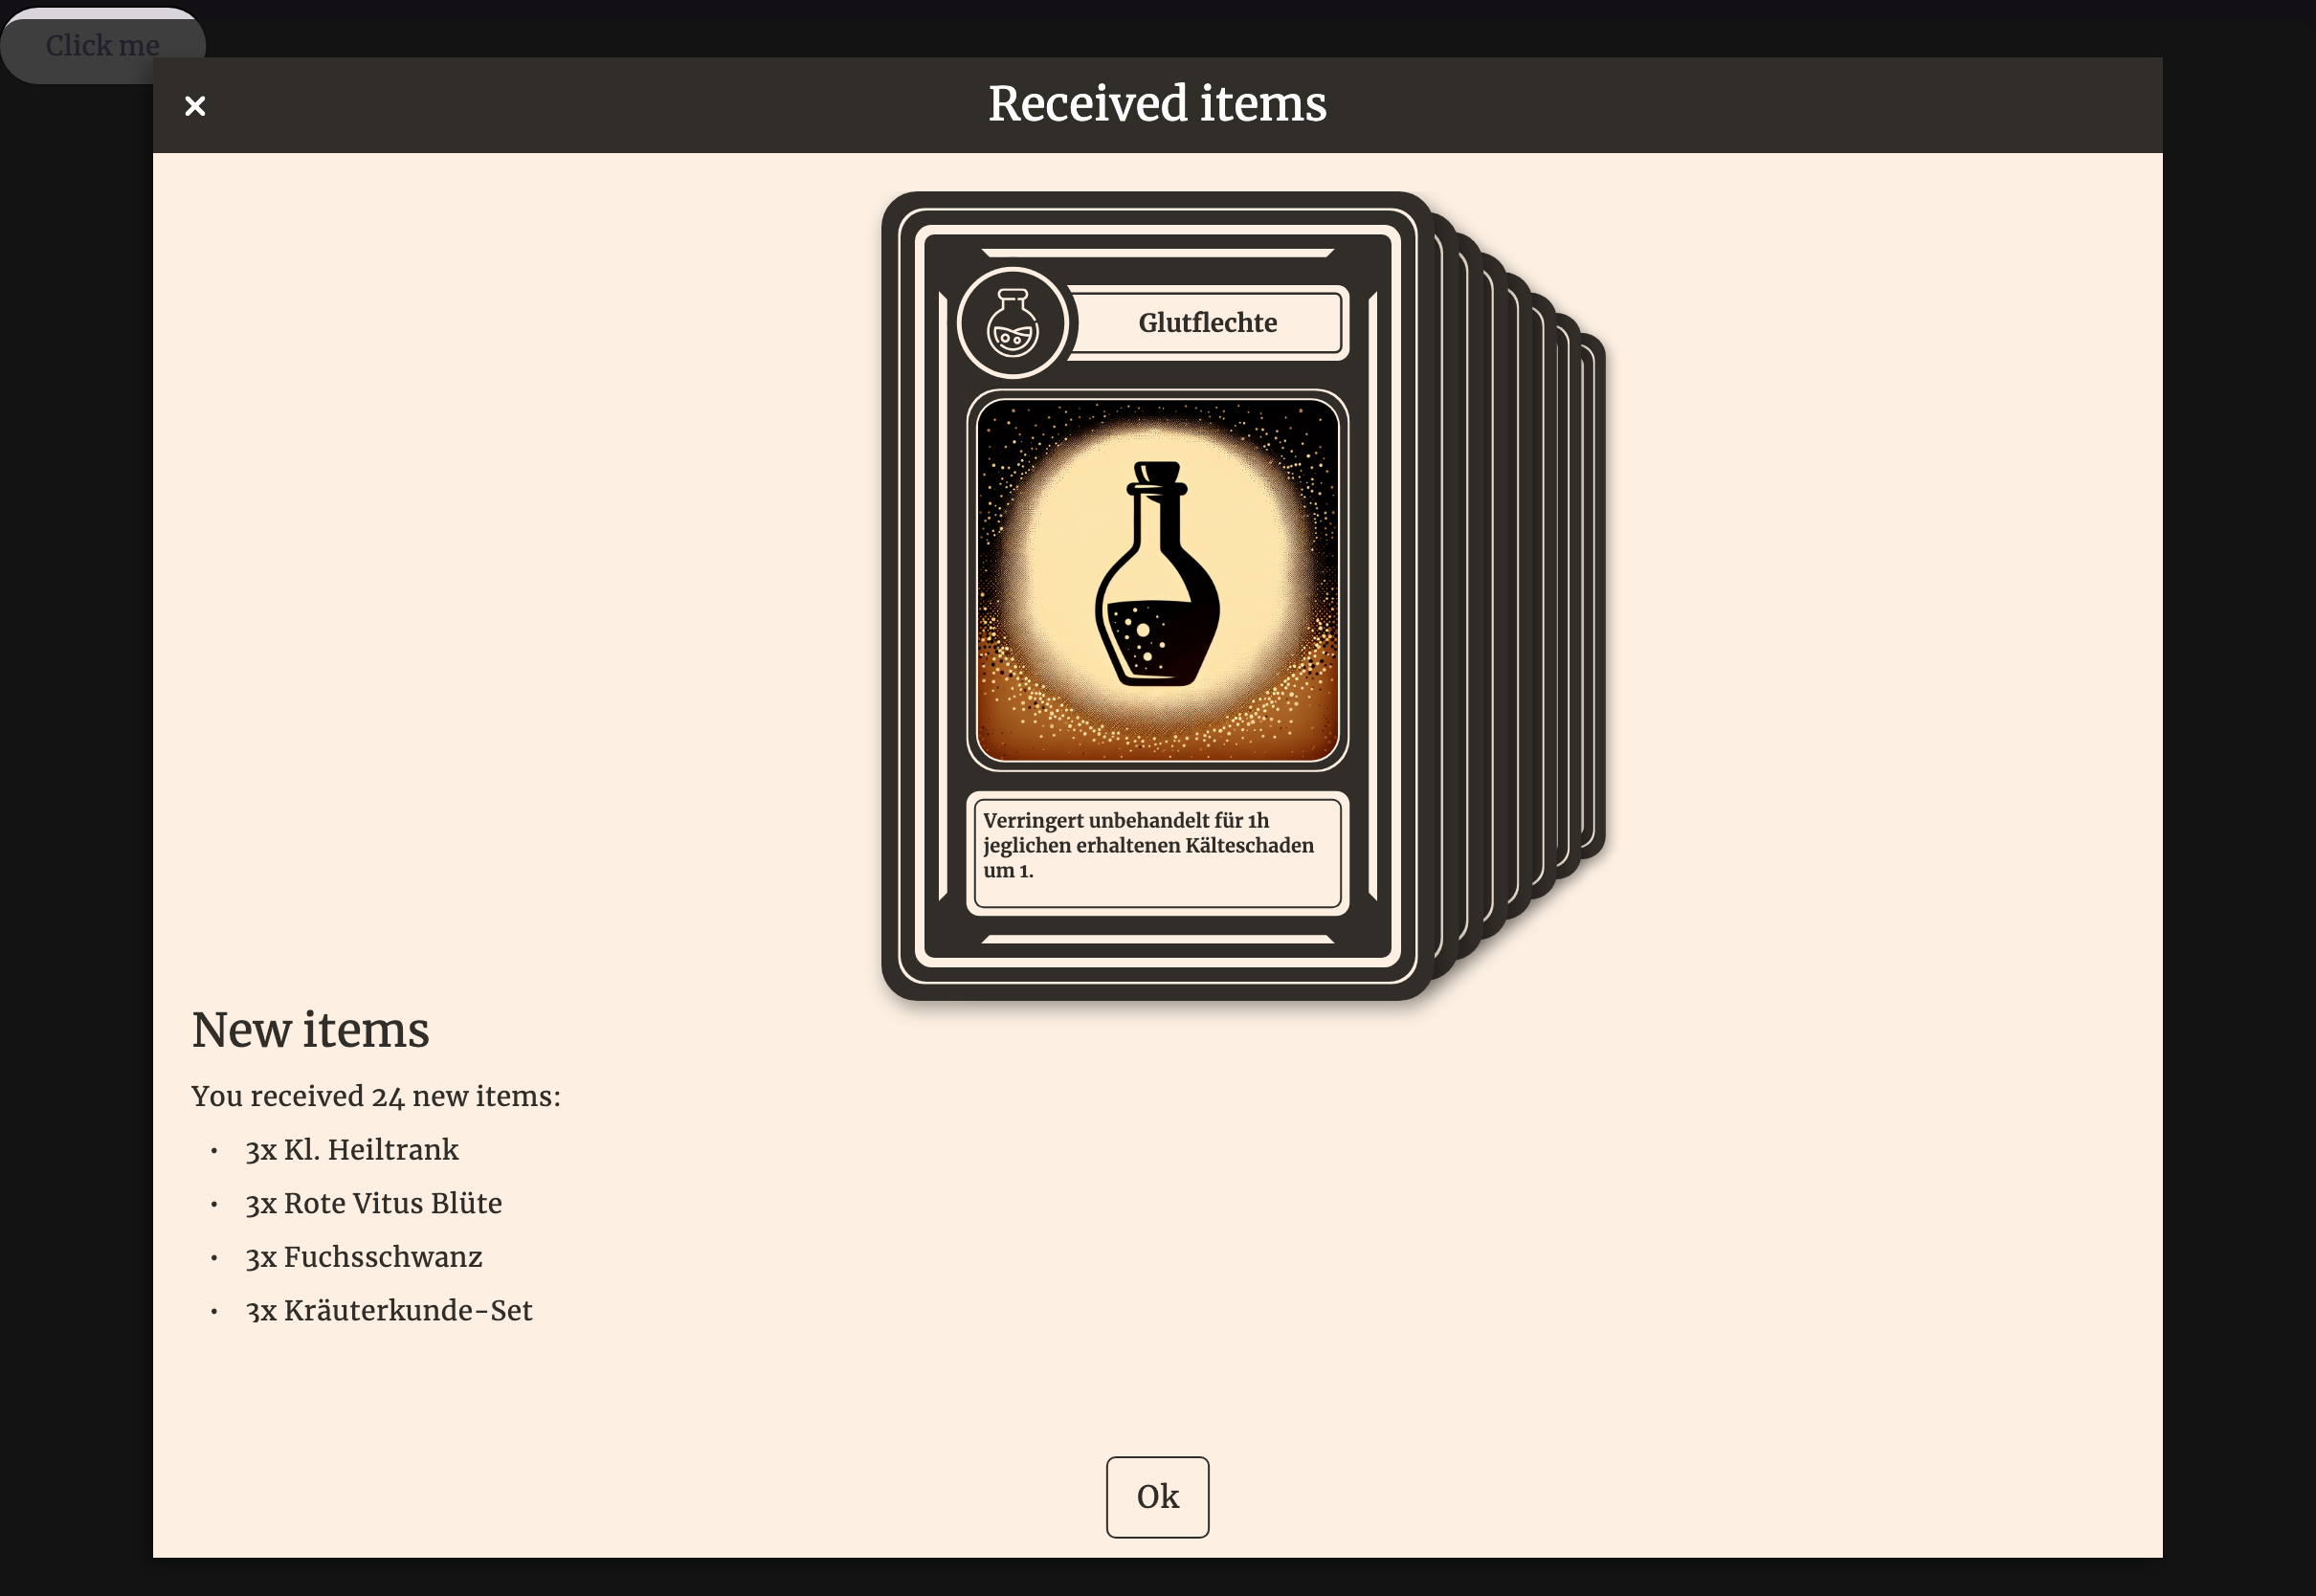 Click me
Received items
Glutflechte
Verringert unbehandelt für 1h
jeglichen erhaltenen Kälteschaden
um 1.
New items
You received 24 new items:
• 3x Kl. Heiltrank
• 3x Rote Vitus Blüte
• 3x Fuchsschwanz
• 3x Kräuterkunde-Set
Ok